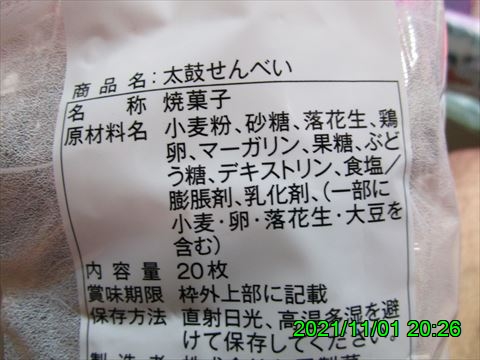 商品名:太鼓せんべい
名称 焼菓子
原材料名 小麦粉、砂糖、落花生、鶏
卵、マーガリン、果糖、ぶど
う糖、デキストリン、食塩/
膨脹剤、乳化剤、(一部に
小麦・卵・落花生・大豆を
含む)
内容量 20枚
賞味期限 枠外上部に記載
保存方法 直射日光、高温多湿を避
けて保存してください。
2021/11/01 20:26